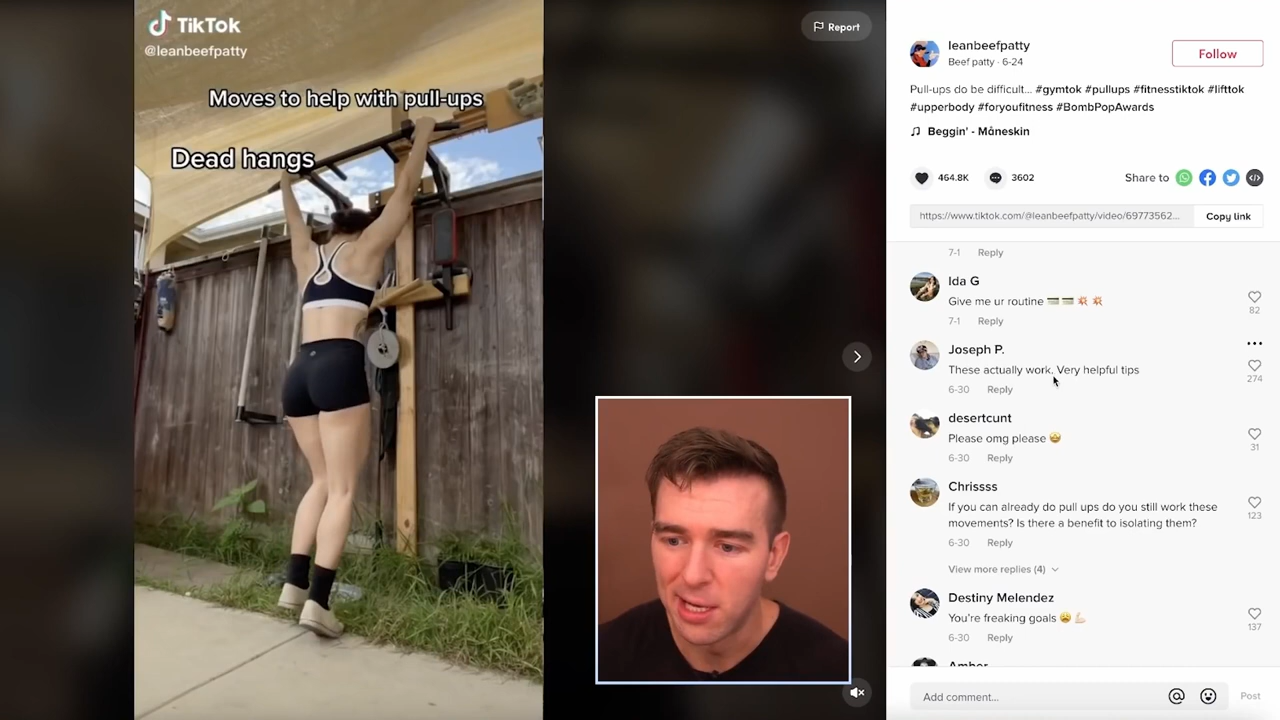 TikTok
@leanbeefpatty
Moves to help with pull-ups
Dead hangs
Report
leanbeefpatty
Beef patty · 6-24
Follow
Pull-ups do be difficult... #gymtok #pullups #fitnesstiktok #lifttok
#upperbody #foryoufitness #BombPopAwards
Beggin' - Måneskin
464.8K
3602
Share to
https://www.tiktok.com/@leanbeefpatty/video/69773562...
Copy link
7-1 Reply
Ida G
Give me ur routine
82
7-1 Reply
Joseph P.
These actually work. Very helpful tips
274
6-30 Reply
desertcunt
Please omg please 🤩
31
6-30 Reply
Chrissss
If you can already do pull ups do you still work these
movements? Is there a benefit to isolating them?
123
6-30 Reply
View more replies (4)
Destiny Melendez
You're freaking goals 😩 💪🏻
137
6-30 Reply
Amber
Add comment...
Post